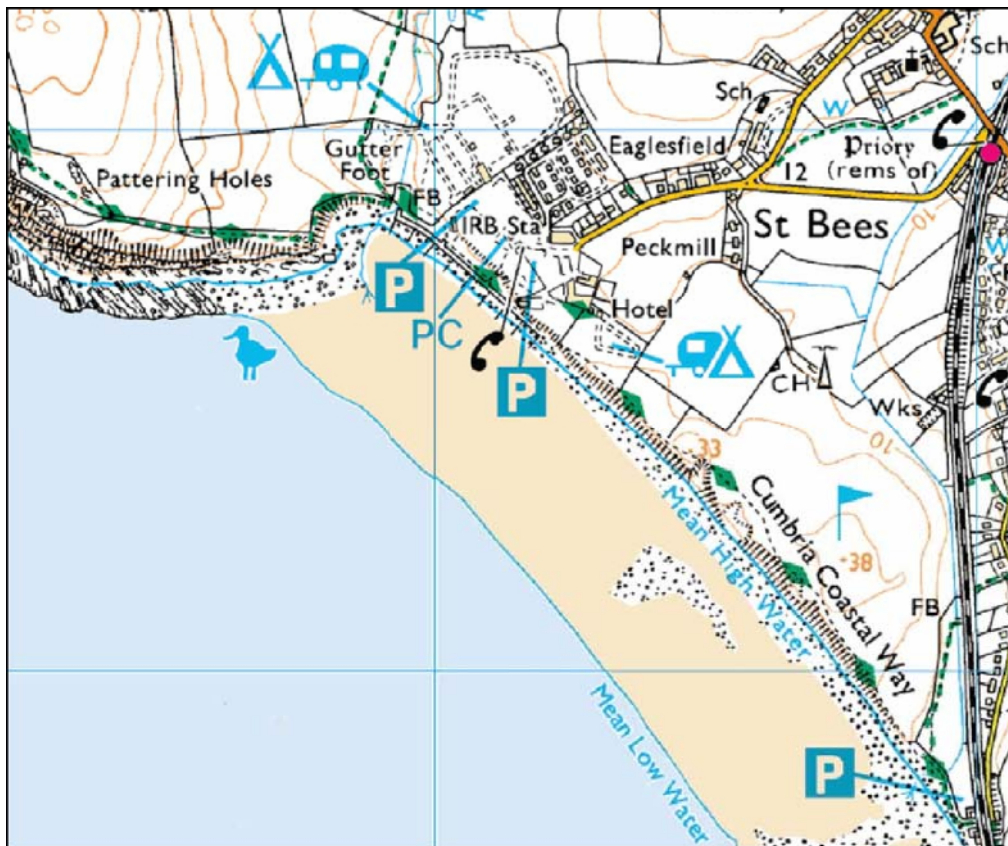 Sch
Sch
W
Eaglesfield
Priory
(rems of)
12
Gutter
Foot
Pattering Holes
FB
IRB Sta
St Bees
10
Peckmill
W
P
PC
Hotel
P
CH
Wks
33
10
Cumbria Coastal Way
Mean High Water
38
FB
Mean Low Water
P